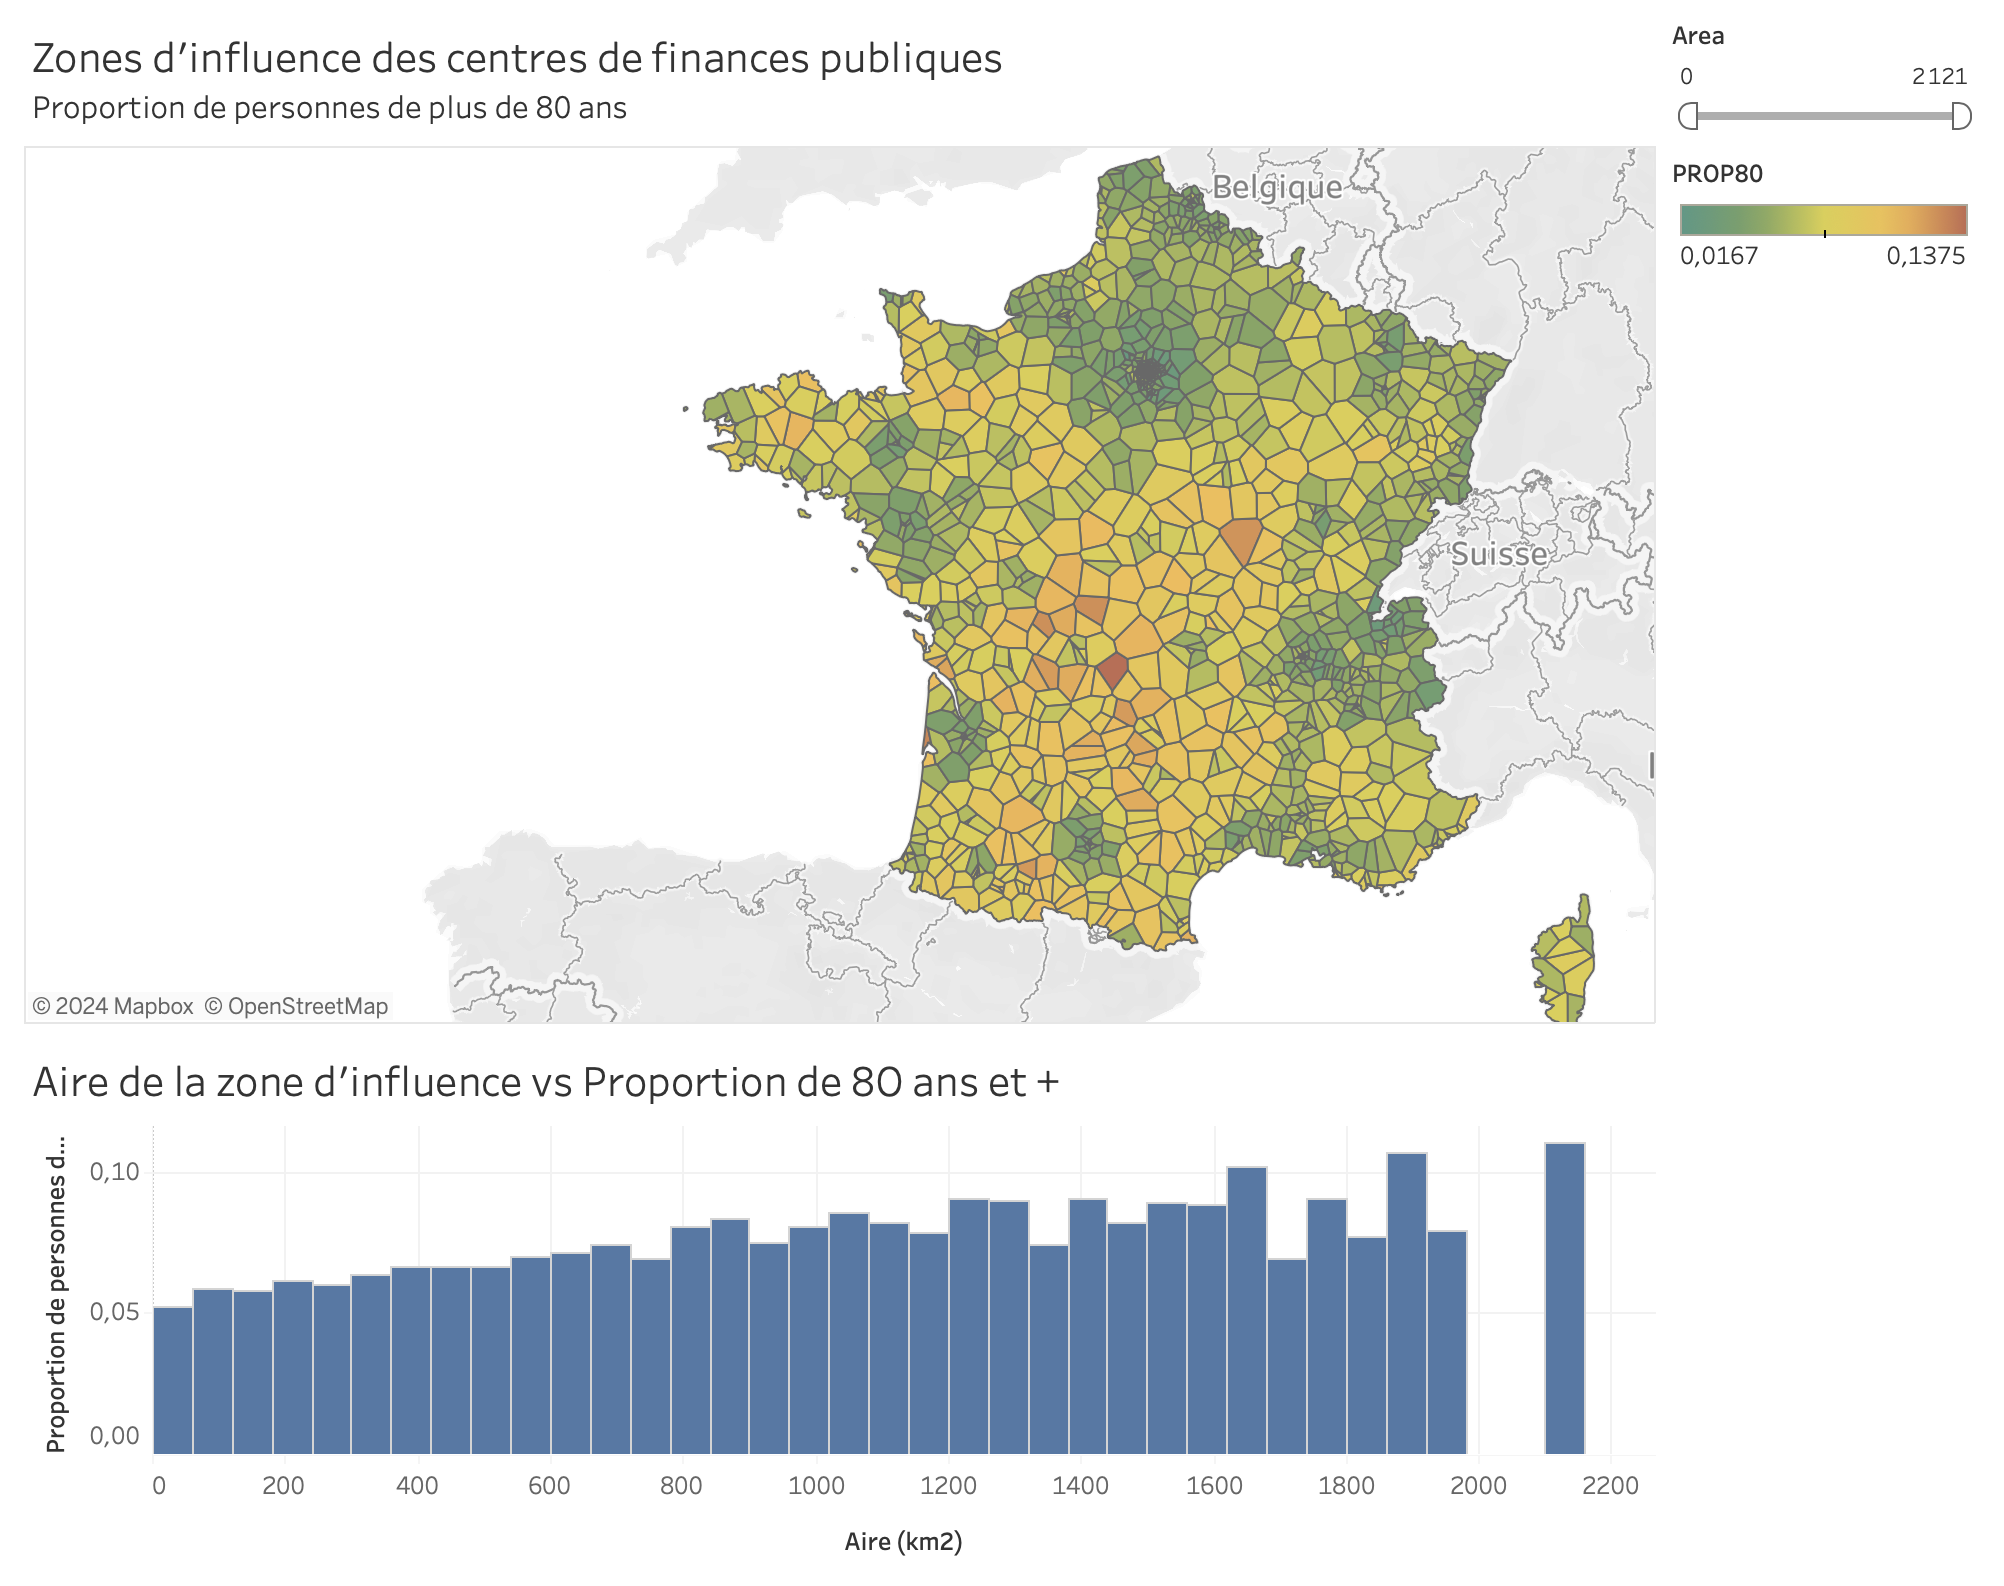 Zones d'influence des centres de finances publiques
Proportion de personnes de plus de 80 ans
Area
0 2121
PROP80
0,0167 0,1375
Belgique
Suisse
© 2024 Mapbox © OpenStreetMap
Aire de la zone d'influence vs Proportion de 80 ans et +
Proportion de personnes d...
0,10
0,05
0,00
0 200 400 600 800 1000 1200 1400 1600 1800 2000 2200
Aire (km2)